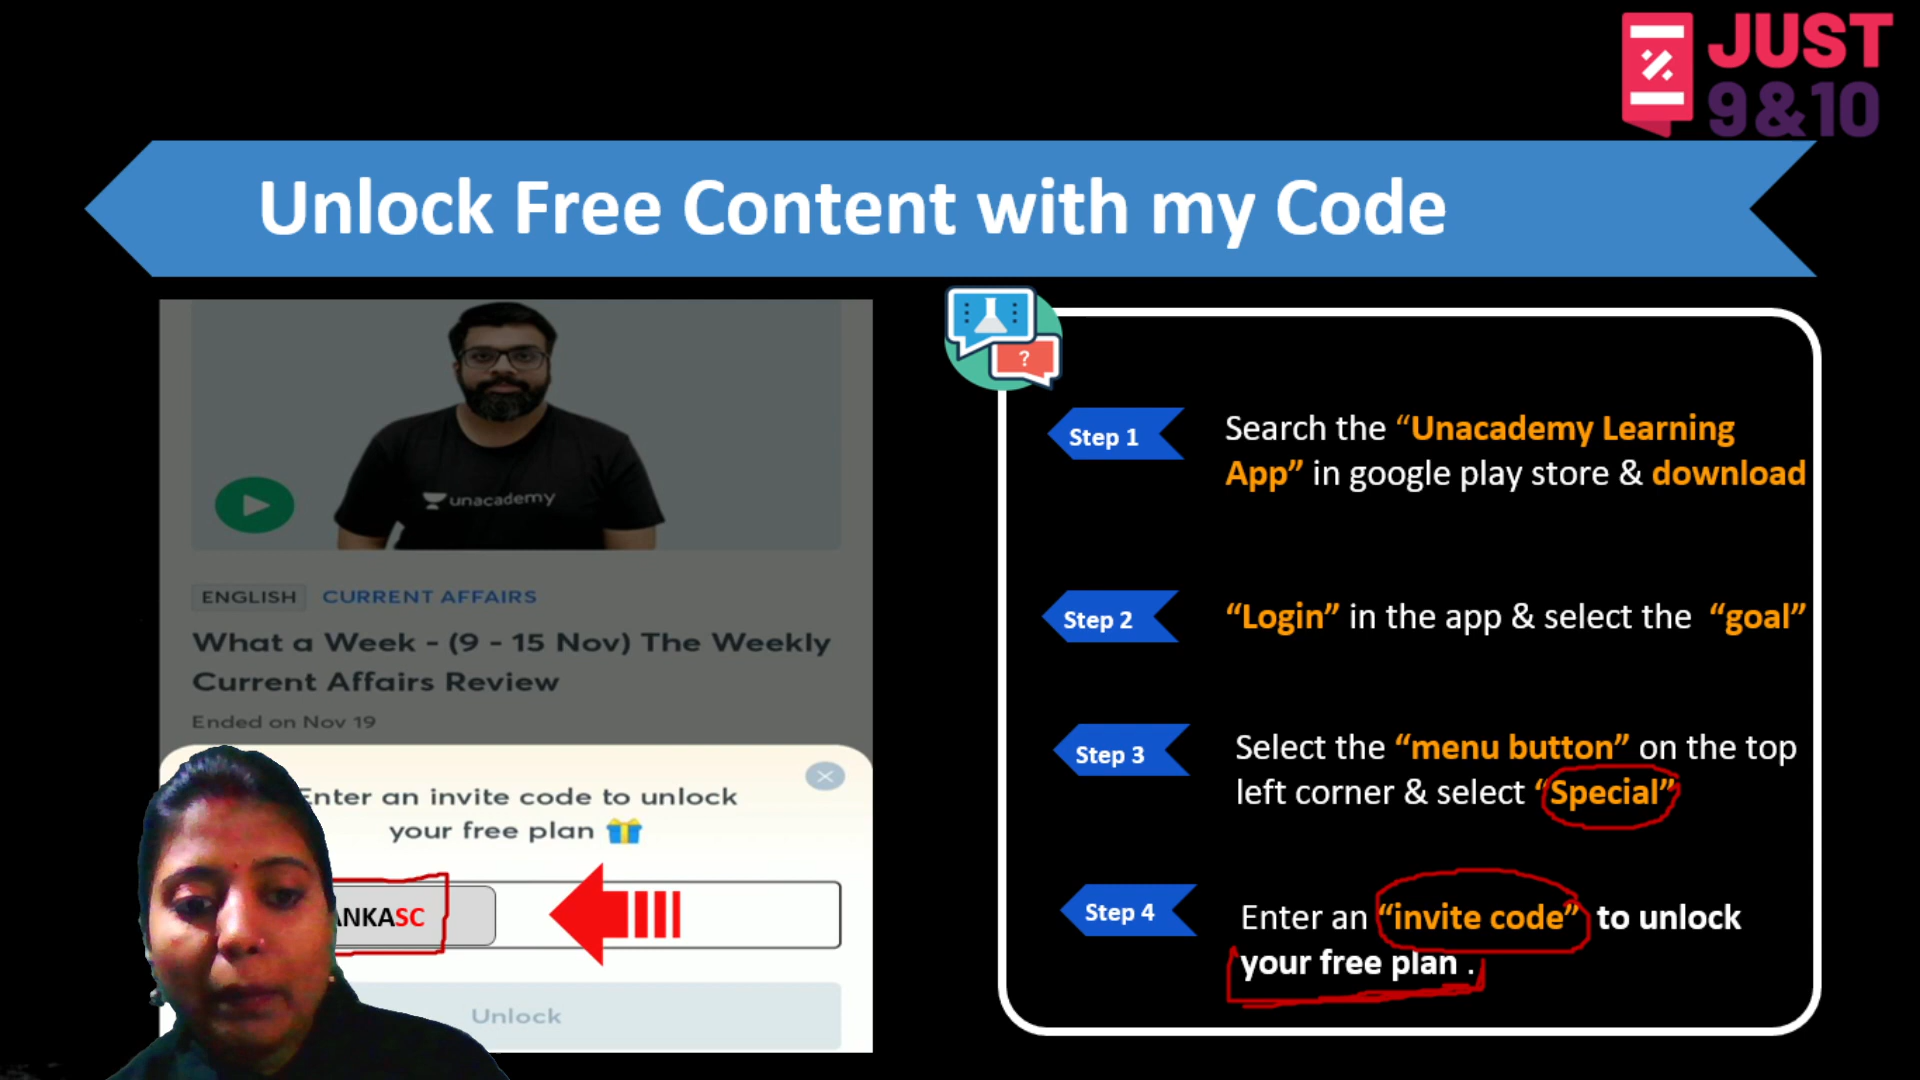 JUST
9&10
Unlock Free Content with my Code
unacademy
ENGLISH CURRENT AFFAIRS
What a Week - (9 - 15 Nov) The Weekly
Current Affairs Review
Ended on Nov 19
Enter an invite code to unlock
your free plan
NKASC
Unlock
?
Step 1
Search the “Unacademy Learning
App” in google play store & download
Step 2
“Login” in the app & select the “goal”
Step 3
Select the “menu button” on the top
left corner & select “Special”
Step 4
Enter an “invite code” to unlock
your free plan .